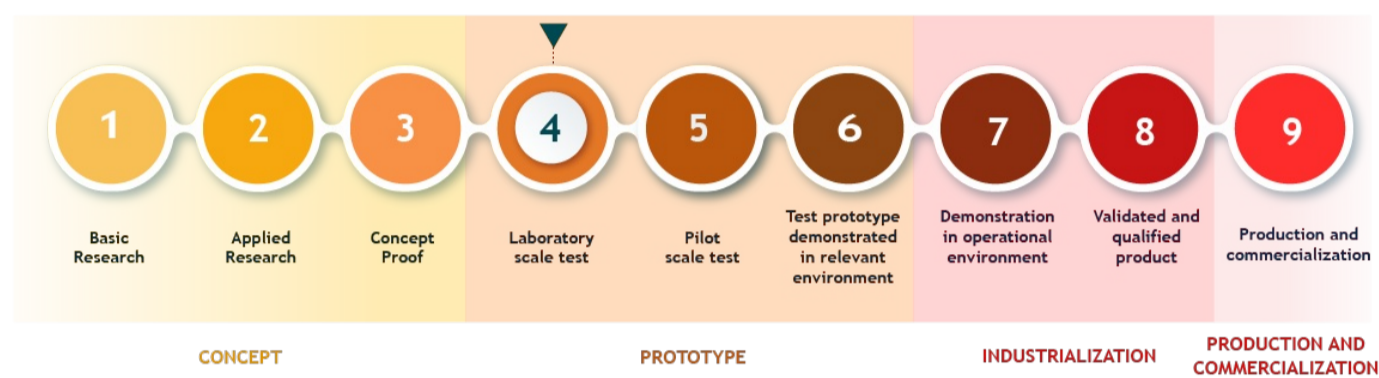 1
2
3
4
5
6
7
8
9
Basic
Research
Applied
Research
Concept
Proof
Laboratory
scale test
Pilot
scale test
Test prototype
demonstrated
in relevant
environment
Demonstration
in operational
environment
Validated and
qualified
product
Production and
commercialization
CONCEPT
PROTOTYPE
INDUSTRIALIZATION
PRODUCTION AND
COMMERCIALIZATION